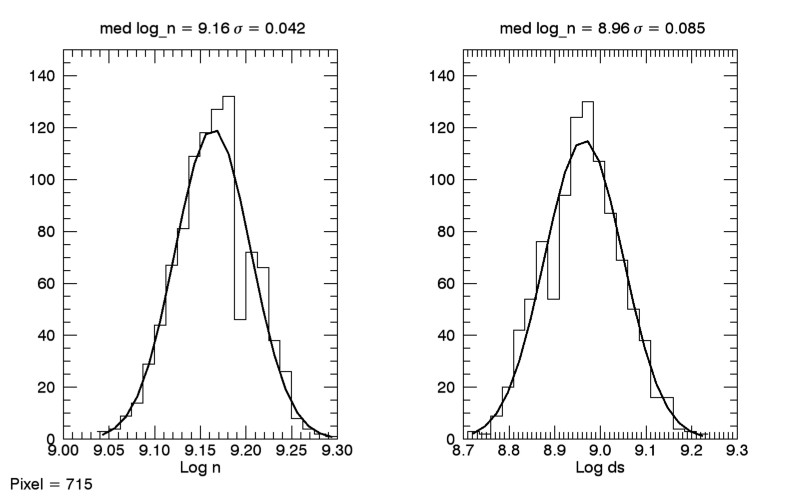 med log_n = 9.16 σ = 0.042
med log_n = 8.96 σ = 0.085
140
120
100
80
60
40
20
0
9.00 9.05 9.10 9.15 9.20 9.25 9.30
Log n
140
120
100
80
60
40
20
0
8.7 8.8 8.9 9.0 9.1 9.2 9.3
Log ds
Pixel = 715